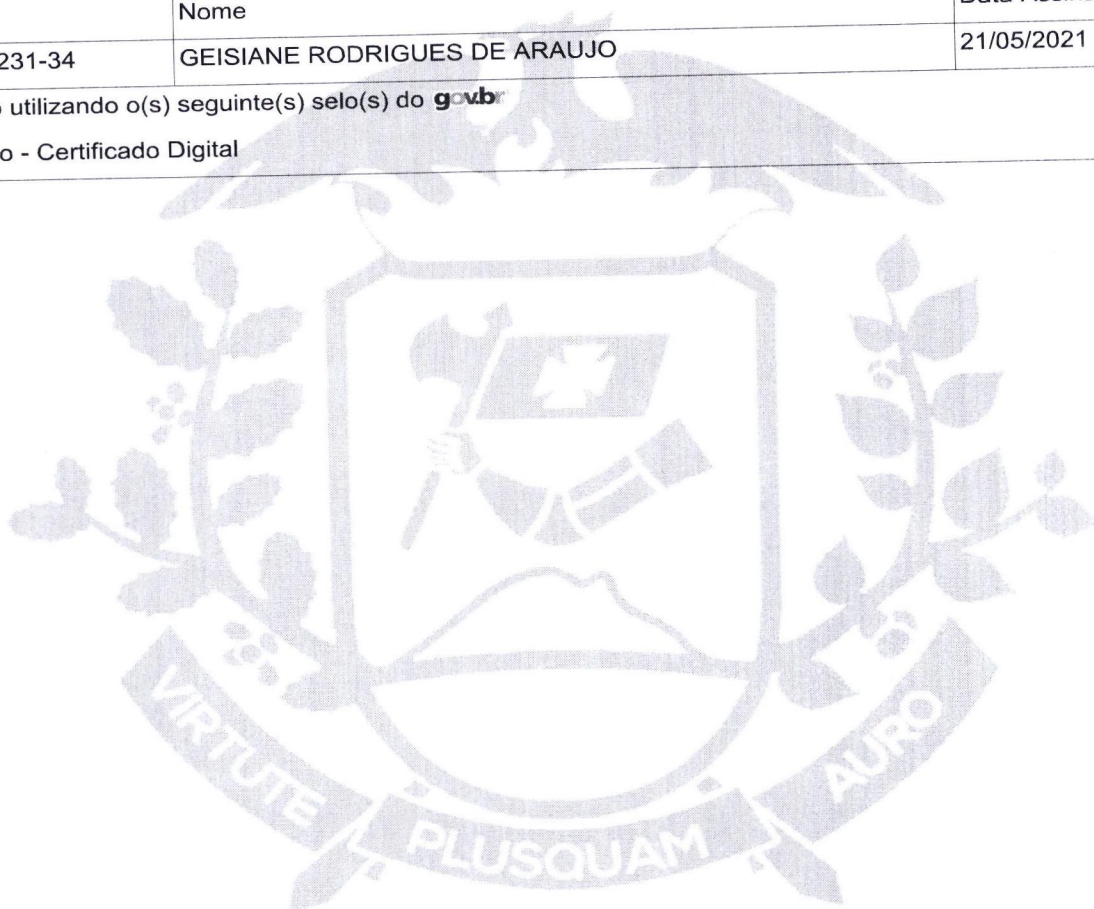 Nome
231-34 GEISIANE RODRIGUES DE ARAUJO 21/05/2021
utilizando o(s) seguinte(s) selo(s) do gov.br
o - Certificado Digital
VIRTUTE PLUSQUAM AURO